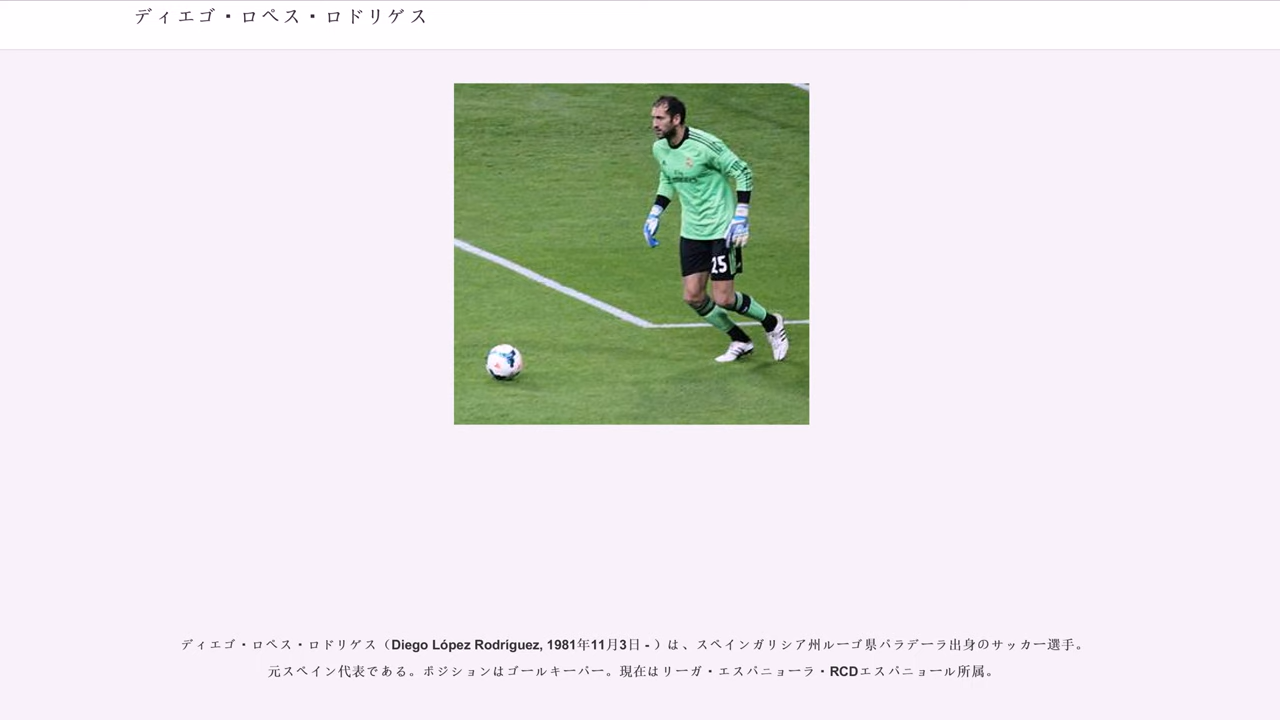 ディエゴ・ロペス・ロドリゲス
25
ディエゴ・ロペス・ロドリゲス（Diego López Rodríguez, 1981年11月3日 - ）は、スペインガリシア州ルーゴ県パラデーラ出身のサッカー選手。
元スペイン代表である。ポジションはゴールキーパー。現在はリーガ・エスパニョーラ・RCDエスパニョール所属。